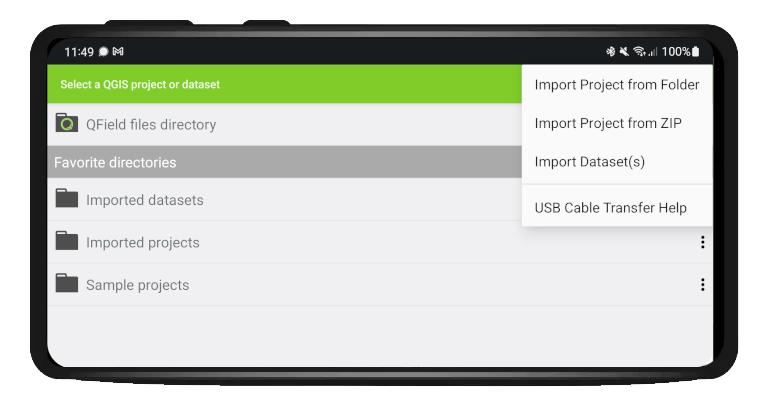 11:49
100%
Select a QGIS project or dataset
Import Project from Folder
QField files directory
Import Project from ZIP
Favorite directories
Import Dataset(s)
Imported datasets
USB Cable Transfer Help
Imported projects
Sample projects